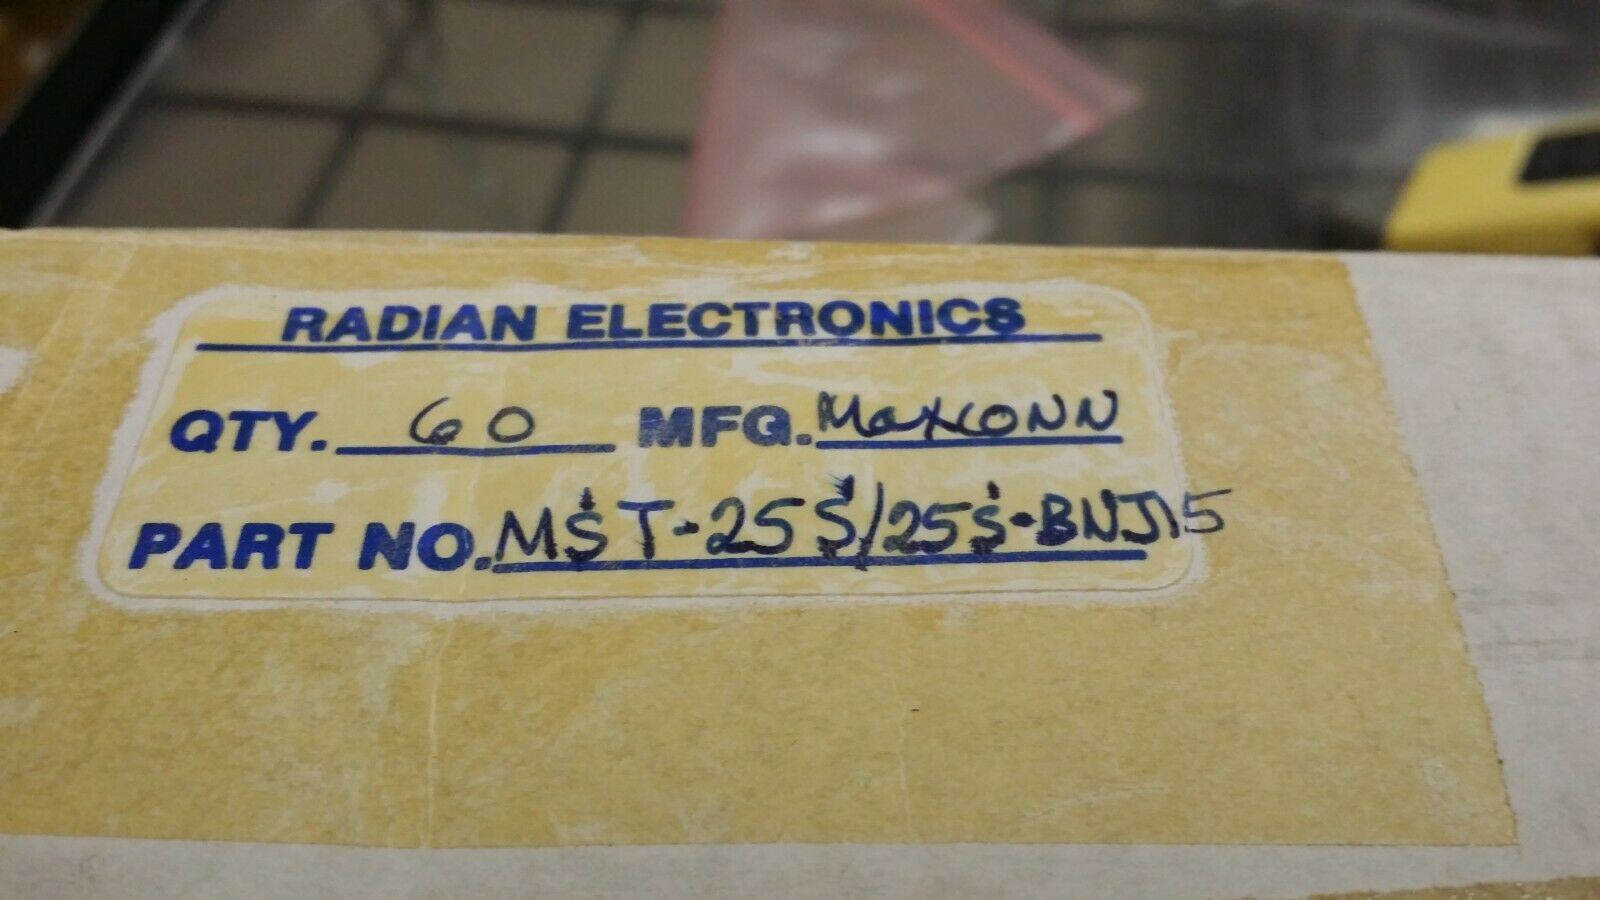 RADIAN ELECTRONICS
QTY. 60 MFG. Maxconn
PART NO. MST-25S/25S-BNJ15